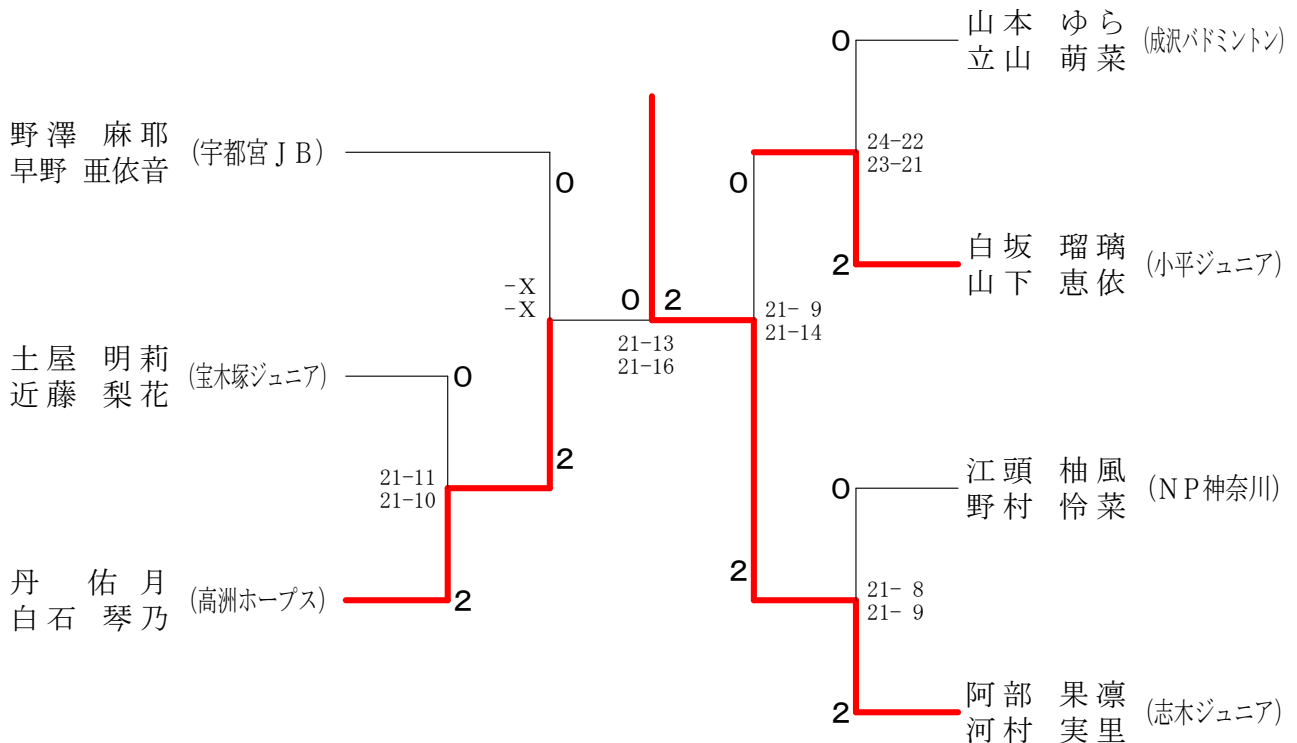 野澤 麻耶
早野 亜依音
(宇都宮ＪＢ)
0
-X
-X
土屋 明莉
近藤 梨花
(宝木塚ジュニア)
0
21-11
21-10
2
丹 佑月
白石 琴乃
(高洲ホープス)
2
0 2
21-13
21-16
山本 ゆら
立山 萌菜
(成沢バドミントン)
0
24-22
23-21
0
白坂 瑠璃
山下 恵依
(小平ジュニア)
2
21- 9
21-14
江頭 柚風
野村 怜菜
(ＮＰ神奈川)
0
2
21- 8
21- 9
阿部 果凛
河村 実里
(志木ジュニア)
2